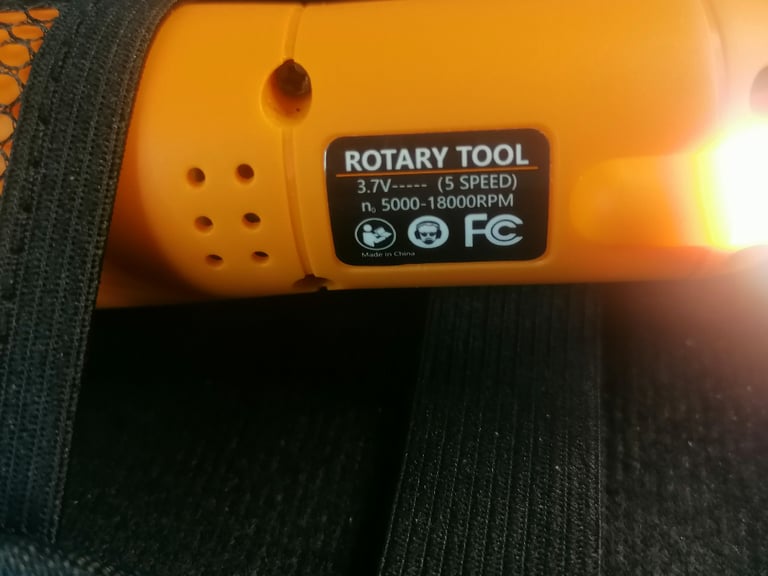 ROTARY TOOL
3.7V----- (5 SPEED)
n₀ 5000-18000RPM
FC
Made in China